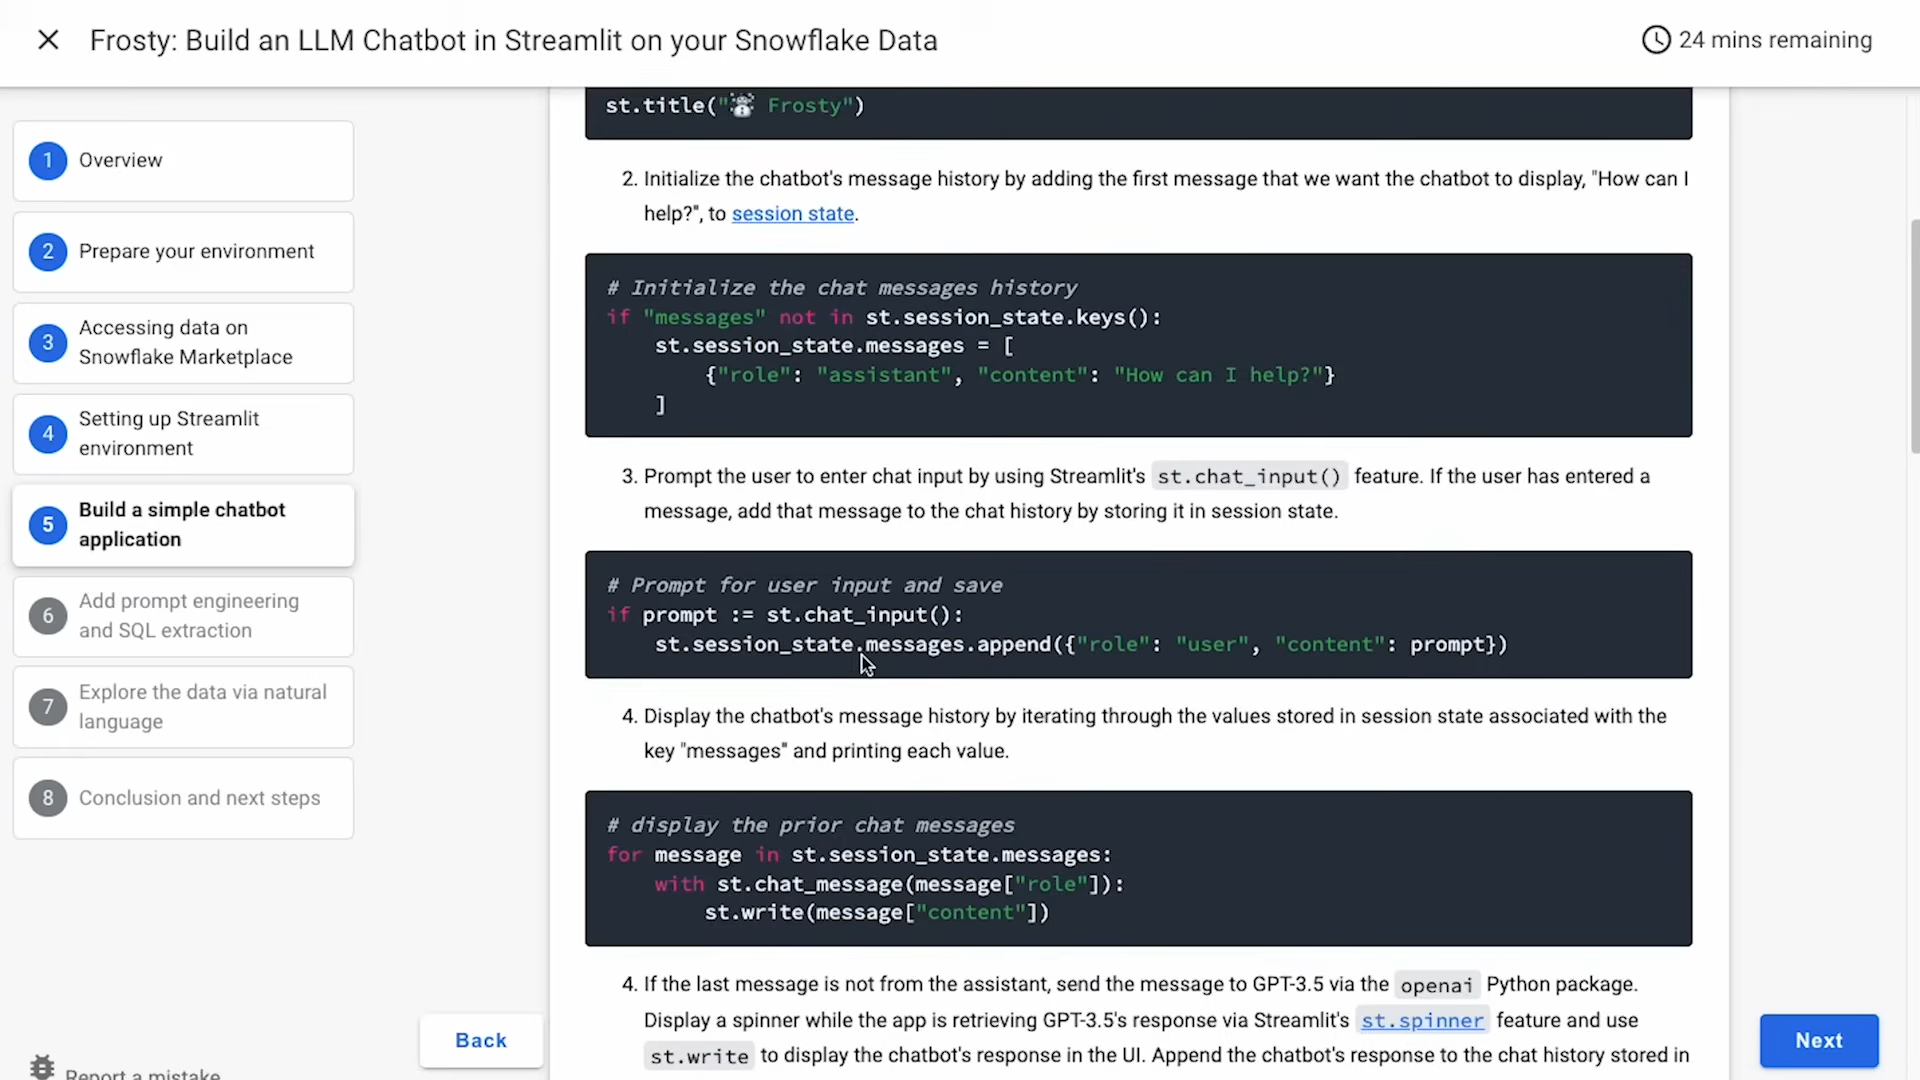 Frosty: Build an LLM Chatbot in Streamlit on your Snowflake Data
24 mins remaining
1 Overview
2 Prepare your environment
3 Accessing data on
Snowflake Marketplace
4 Setting up Streamlit
environment
5 Build a simple chatbot
application
6 Add prompt engineering
and SQL extraction
7 Explore the data via natural
language
8 Conclusion and next steps
Report a mistake
st.title("☃️ Frosty")
2. Initialize the chatbot's message history by adding the first message that we want the chatbot to display, "How can I
help?", to session state.
# Initialize the chat messages history
if "messages" not in st.session_state.keys():
    st.session_state.messages = [
        {"role": "assistant", "content": "How can I help?"}
    ]
3. Prompt the user to enter chat input by using Streamlit's st.chat_input() feature. If the user has entered a
message, add that message to the chat history by storing it in session state.
# Prompt for user input and save
if prompt := st.chat_input():
    st.session_state.messages.append({"role": "user", "content": prompt})
4. Display the chatbot's message history by iterating through the values stored in session state associated with the
key "messages" and printing each value.
# display the prior chat messages
for message in st.session_state.messages:
    with st.chat_message(message["role"]):
        st.write(message["content"])
4. If the last message is not from the assistant, send the message to GPT-3.5 via the openai Python package.
Display a spinner while the app is retrieving GPT-3.5's response via Streamlit's st.spinner feature and use
st.write to display the chatbot's response in the UI. Append the chatbot's response to the chat history stored in
Back
Next